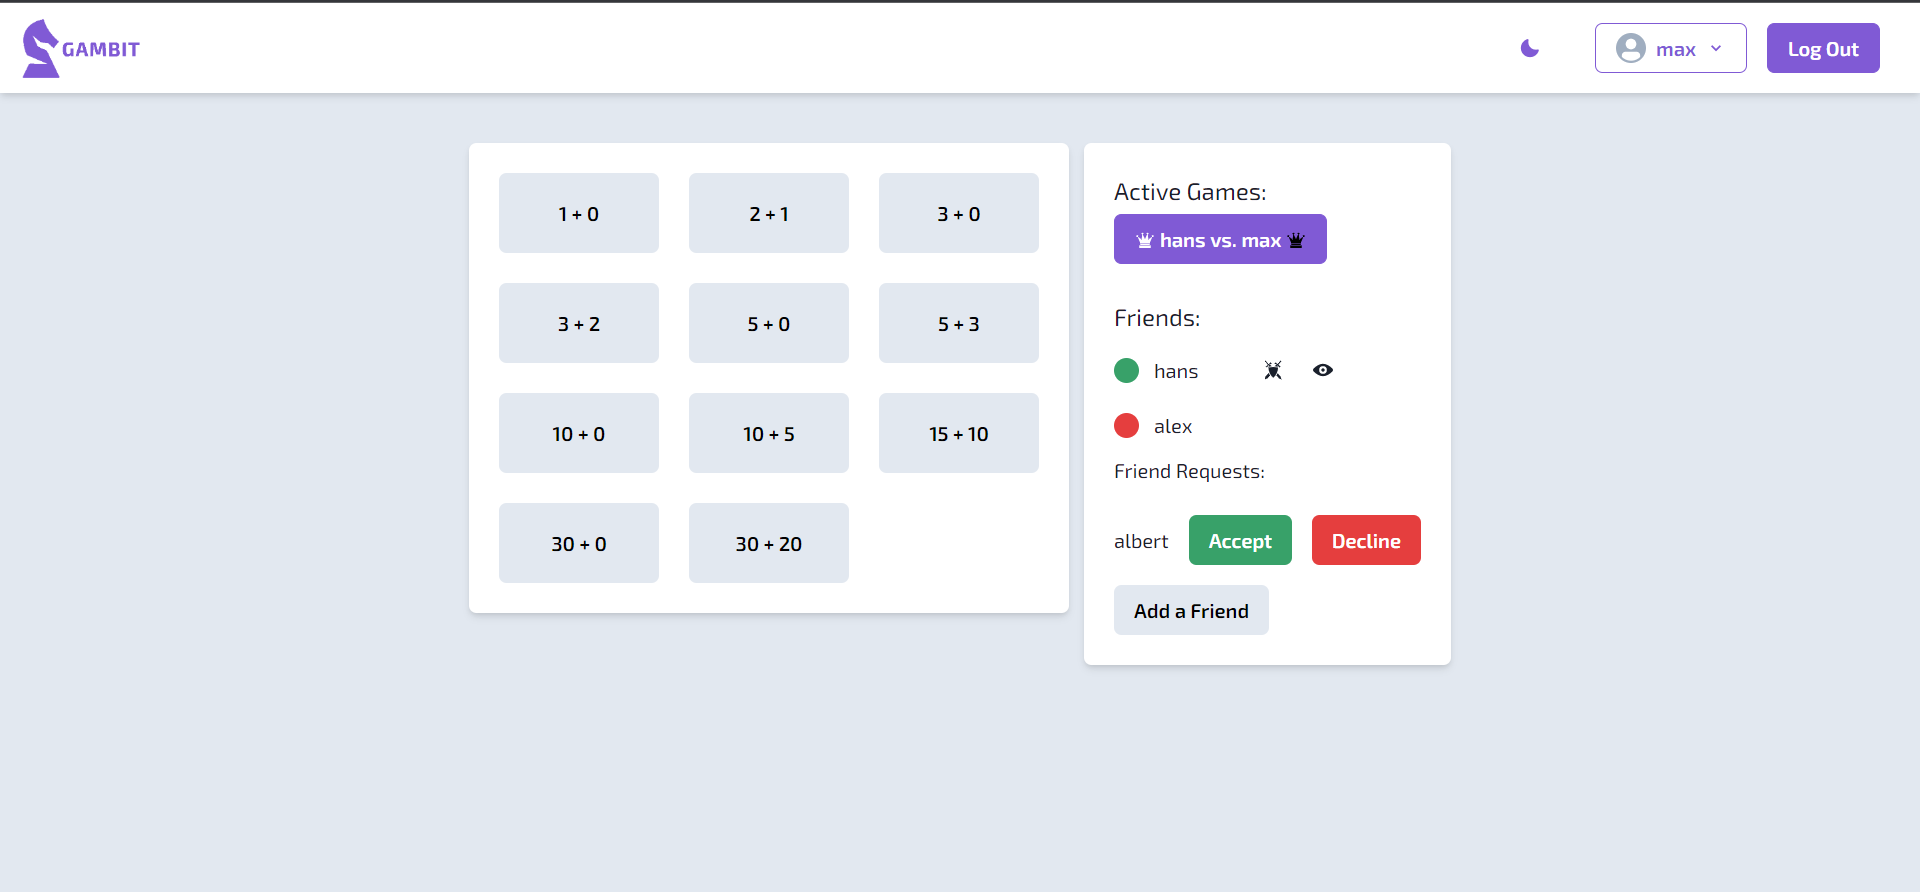 GAMBIT
max
Log Out
1 + 0
2 + 1
3 + 0
3 + 2
5 + 0
5 + 3
10 + 0
10 + 5
15 + 10
30 + 0
30 + 20
Active Games:
♛ hans vs. max ♛
Friends:
hans
alex
Friend Requests:
albert
Accept
Decline
Add a Friend